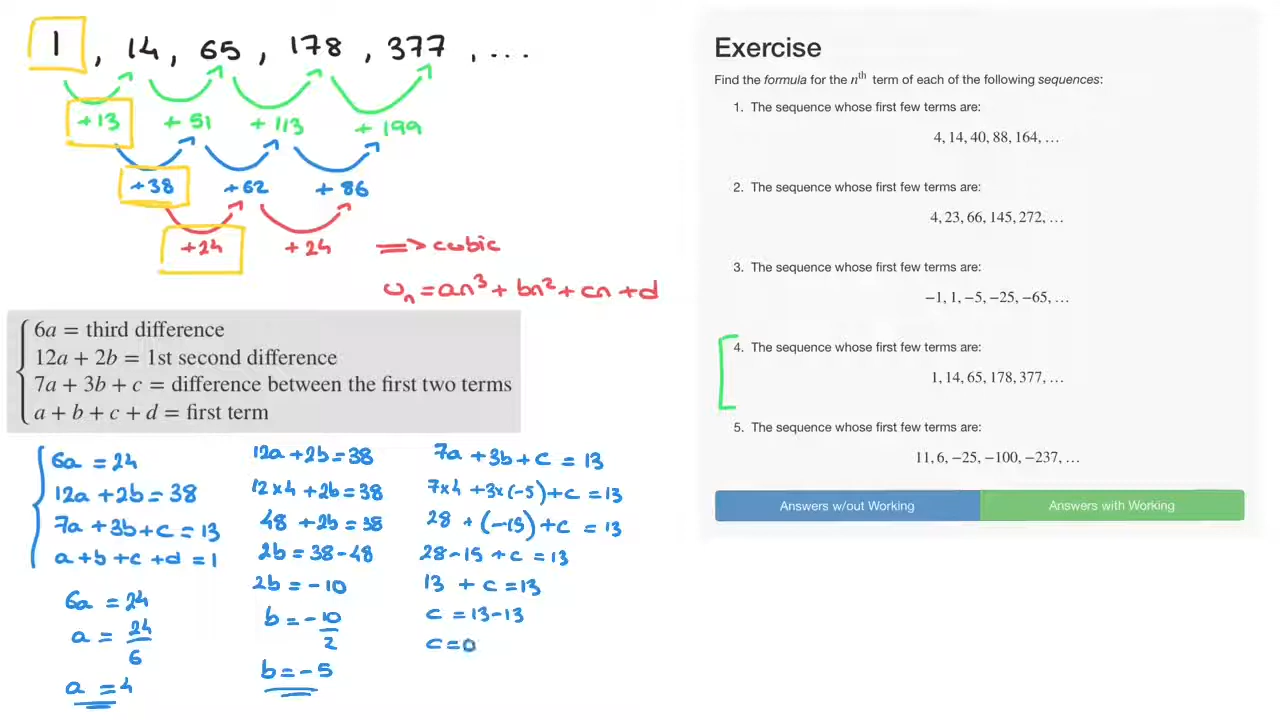 1 , 14 , 65 , 178 , 377 , ....
+13 +51 +113 +199
+38 +62 +86
+24 +24 => cubic
uₙ = an³ + bn² + cn + d
6a = third difference
12a + 2b = 1st second difference
7a + 3b + c = difference between the first two terms
a + b + c + d = first term
6a = 24
12a + 2b = 38
7a + 3b + c = 13
a + b + c + d = 1
6a = 24
a = 24/6
a = 4
12a + 2b = 38
12 × 4 + 2b = 38
48 + 2b = 38
2b = 38 - 48
2b = -10
b = -10/2
b = -5
7a + 3b + c = 13
7×4 + 3×(-5) + c = 13
28 + (-15) + c = 13
28 - 15 + c = 13
13 + c = 13
c = 13 - 13
c = 0
Exercise
Find the formula for the nᵗʰ term of each of the following sequences:
1. The sequence whose first few terms are:
4, 14, 40, 88, 164, …
2. The sequence whose first few terms are:
4, 23, 66, 145, 272, …
3. The sequence whose first few terms are:
−1, 1, −5, −25, −65, …
4. The sequence whose first few terms are:
1, 14, 65, 178, 377, …
5. The sequence whose first few terms are:
11, 6, −25, −100, −237, …
Answers w/out Working Answers with Working